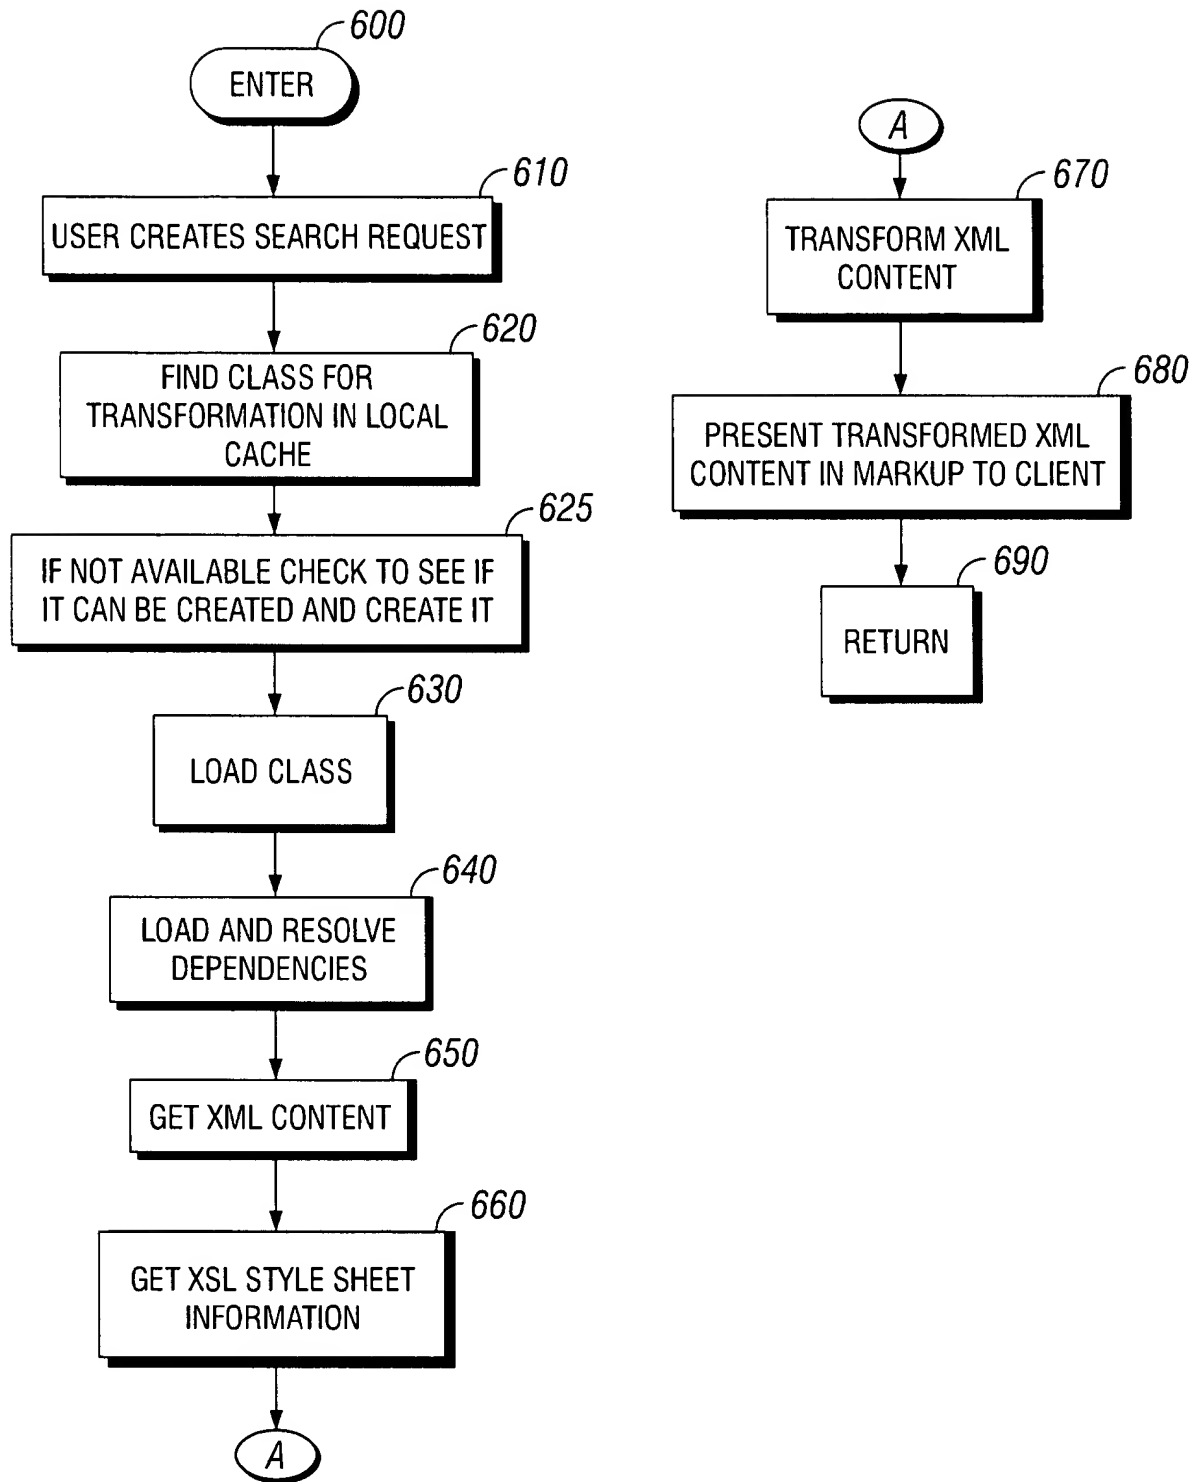 600
ENTER
610
USER CREATES SEARCH REQUEST
620
FIND CLASS FOR
TRANSFORMATION IN LOCAL
CACHE
625
IF NOT AVAILABLE CHECK TO SEE IF
IT CAN BE CREATED AND CREATE IT
630
LOAD CLASS
640
LOAD AND RESOLVE
DEPENDENCIES
650
GET XML CONTENT
660
GET XSL STYLE SHEET
INFORMATION
A
A
670
TRANSFORM XML
CONTENT
680
PRESENT TRANSFORMED XML
CONTENT IN MARKUP TO CLIENT
690
RETURN